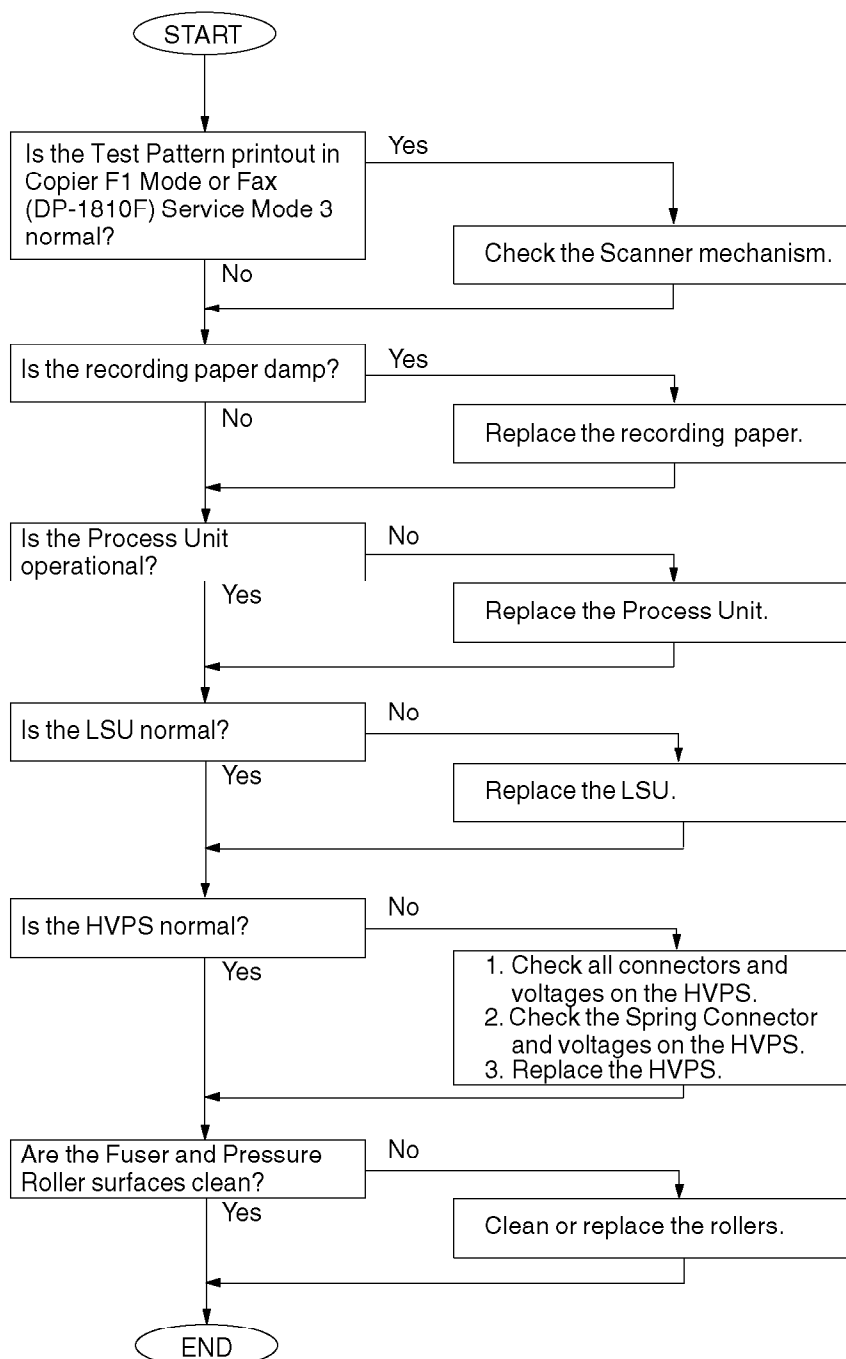 START
Is the Test Pattern printout in
Copier F1 Mode or Fax
(DP-1810F) Service Mode 3
normal?
Yes
Check the Scanner mechanism.
No
Is the recording paper damp?
Yes
Replace the recording paper.
No
Is the Process Unit
operational?
No
Replace the Process Unit.
Yes
Is the LSU normal?
No
Replace the LSU.
Yes
Is the HVPS normal?
No
1. Check all connectors and
voltages on the HVPS.
2. Check the Spring Connector
and voltages on the HVPS.
3. Replace the HVPS.
Yes
Are the Fuser and Pressure
Roller surfaces clean?
No
Clean or replace the rollers.
Yes
END